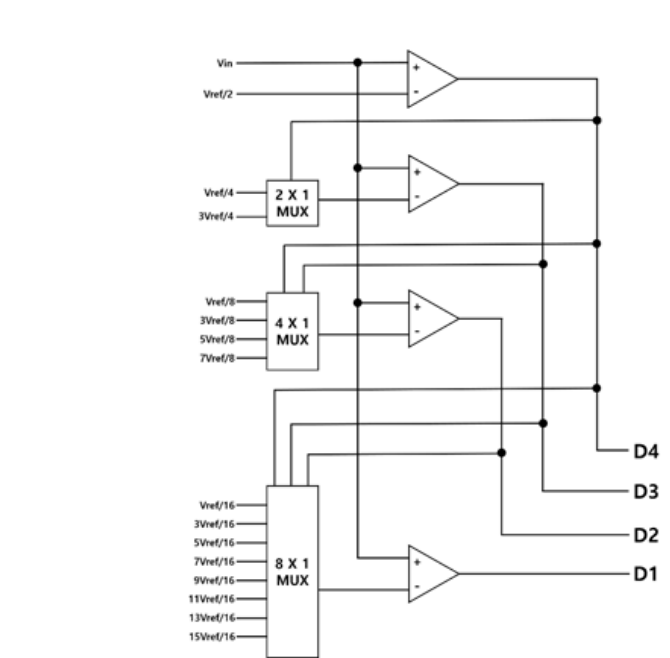 Vin
+
Vref/2
-
Vref/4
2 X 1
MUX
3Vref/4
+
-
Vref/8
3Vref/8
4 X 1
MUX
5Vref/8
7Vref/8
+
-
D4
D3
Vref/16
3Vref/16
5Vref/16
D2
7Vref/16
8 X 1
MUX
9Vref/16
11Vref/16
13Vref/16
15Vref/16
+
-
D1